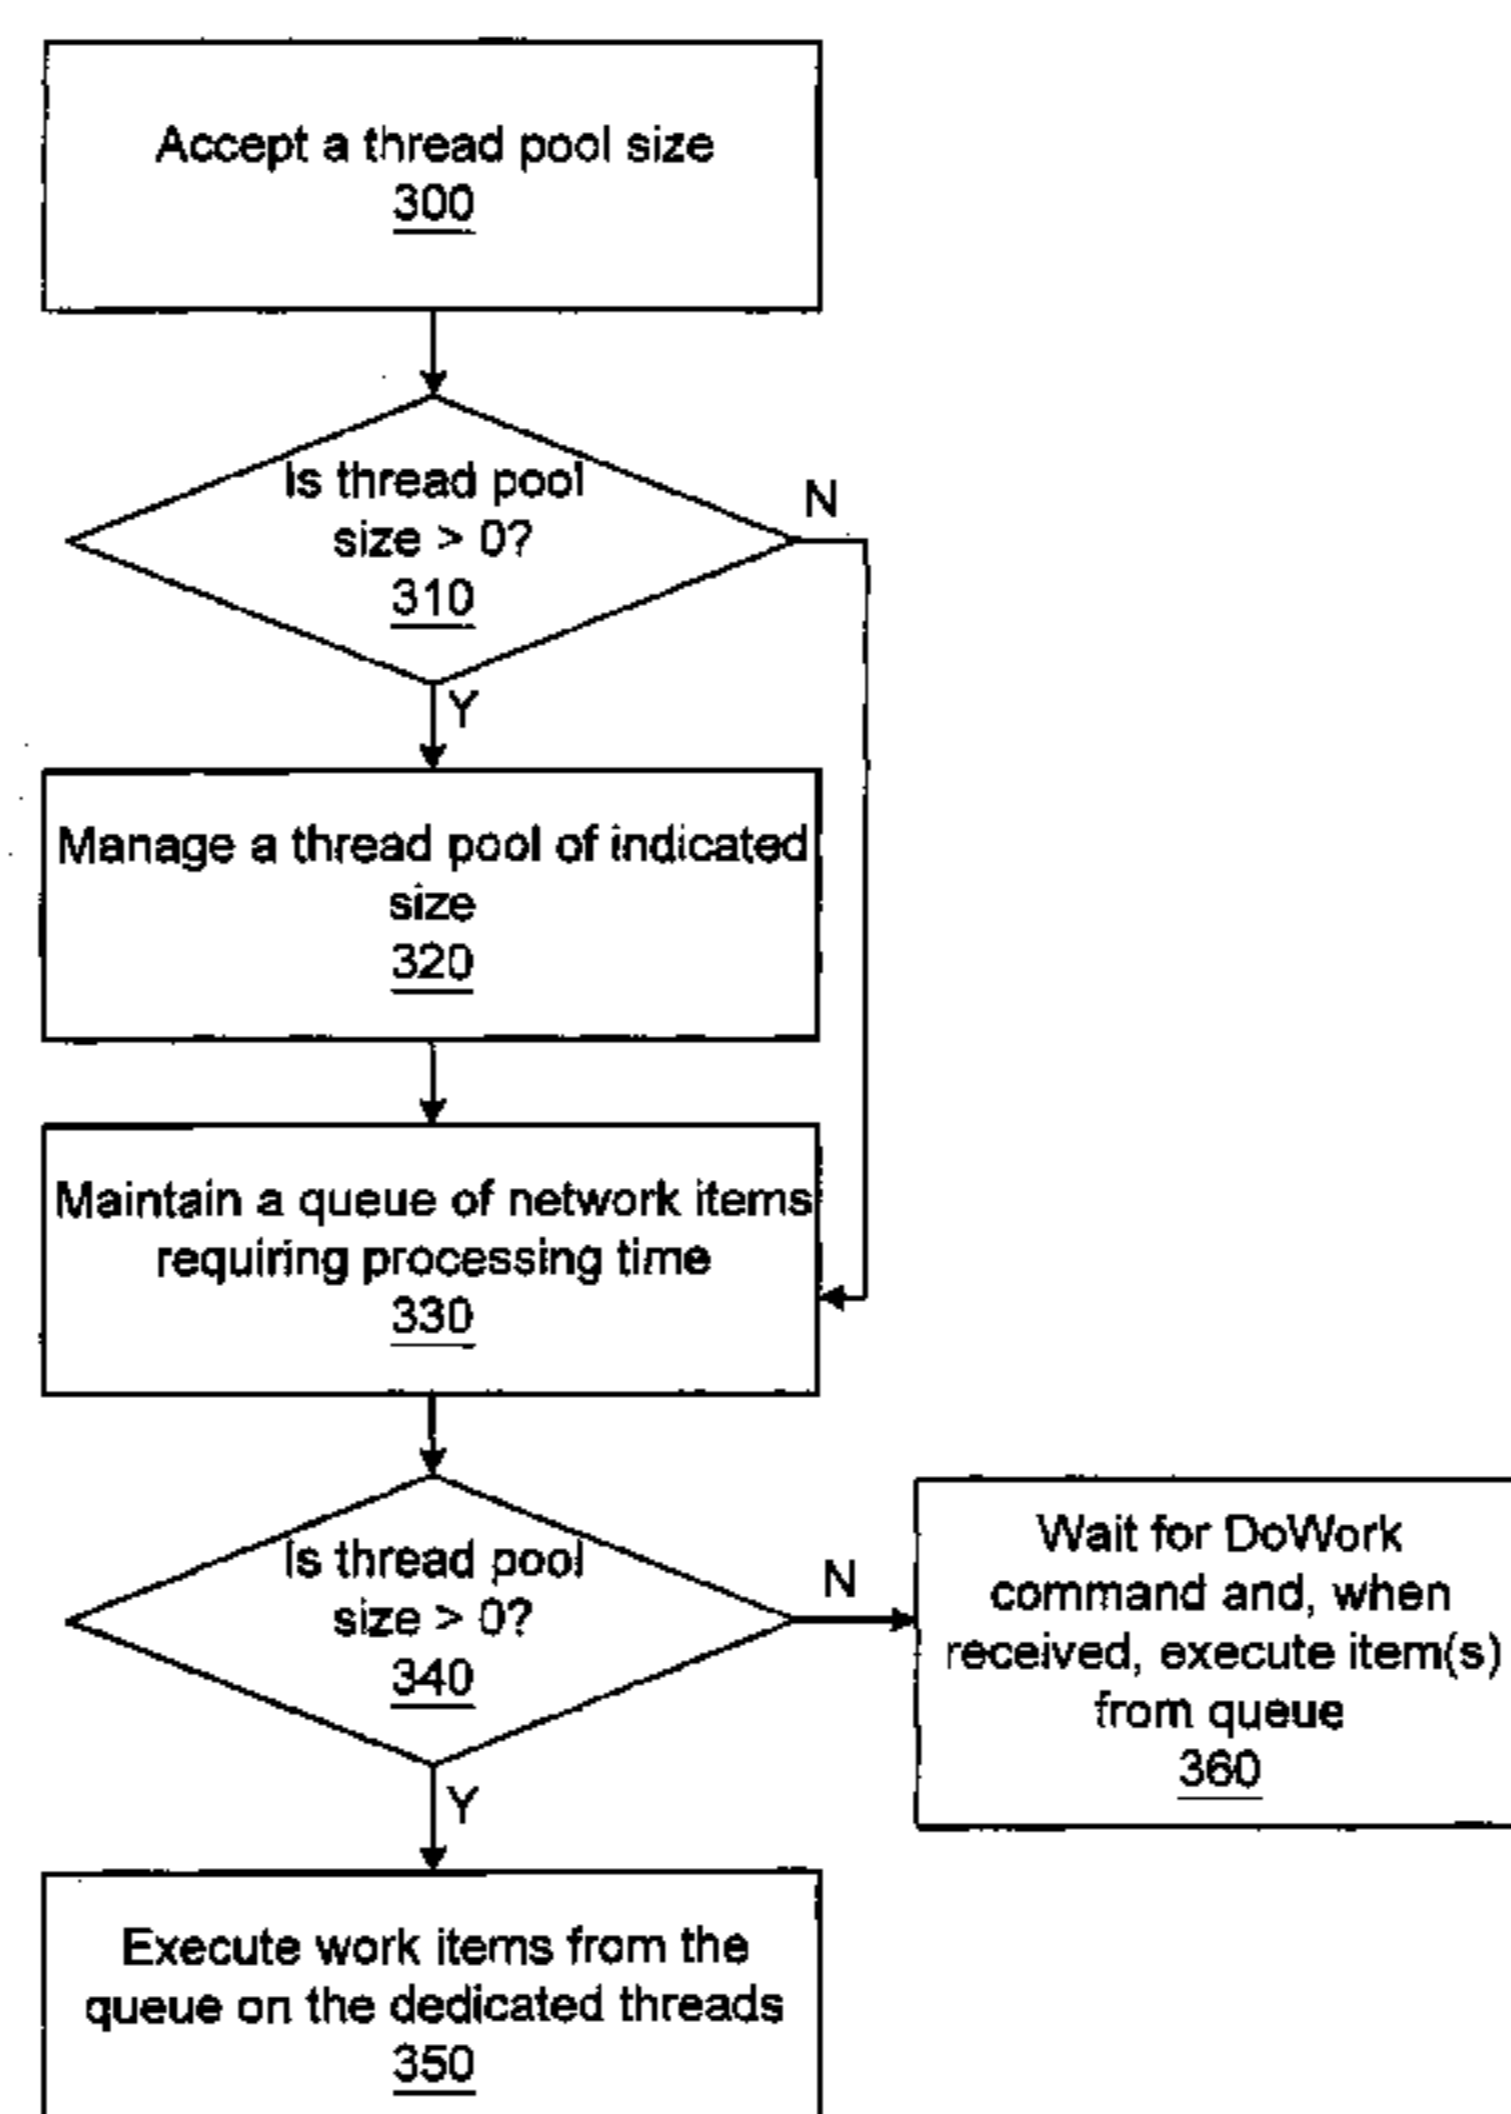 Accept a thread pool size
300
Is thread pool
size > 0?
310
N
Y
Manage a thread pool of indicated
size
320
Maintain a queue of network items
requiring processing time
330
Is thread pool
size > 0?
340
N
Y
Wait for DoWork
command and, when
received, execute item(s)
from queue
360
Execute work items from the
queue on the dedicated threads
350